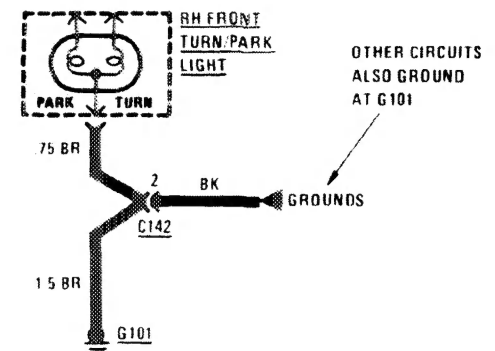 RH FRONT
TURN/PARK
LIGHT
PARK TURN
OTHER CIRCUITS
ALSO GROUND
AT G101
.75 BR
2
BK
GROUNDS
C142
1.5 BR
G101